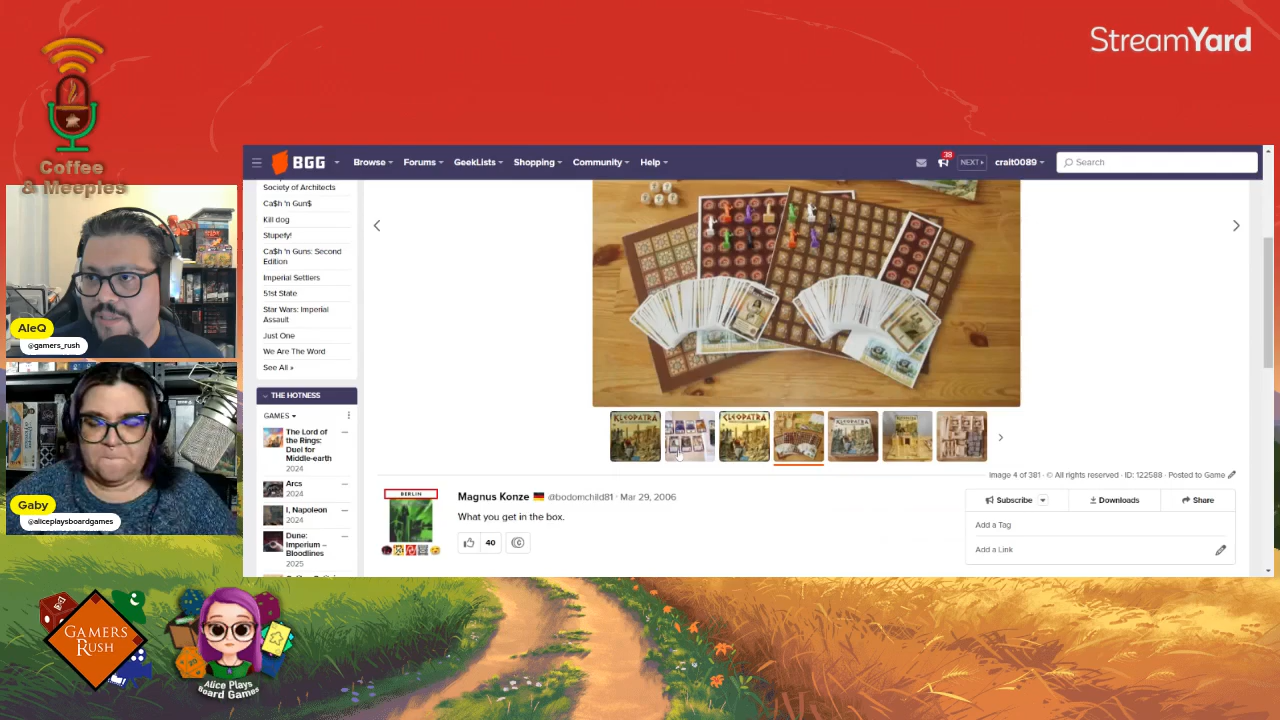 StreamYard
Coffee
& Meeples
BGG
Browse
Forums
GeekLists
Shopping
Community
Help
38
NEXT
crait0089
Search
Society of Architects
Ca$h 'n Gun$
Kill dog
Stupefy!
Ca$h 'n Guns: Second
Edition
Imperial Settlers
51st State
Star Wars: Imperial
Assault
Just One
We Are The Word
See All »
THE HOTNESS
GAMES
The Lord
of the
Rings:
Duel for
Middle-earth
2024
Arcs
2024
I, Napoleon
2024
Dune:
Imperium –
Bloodlines
2025
KLEOPATRA
KLEOPATRA
KLEOPATRA
Image 4 of 381 · © All rights reserved · ID: 122588 · Posted to Game
BERLIN
Magnus Konze @bodomchild81 · Mar 29, 2006
What you get in the box.
40
Subscribe
Downloads
Share
Add a Tag
Add a Link
AleQ
@gamers_rush
Gaby
@aliceplaysboardgames
GAMERS
RUSH
Alice Plays
Board Games